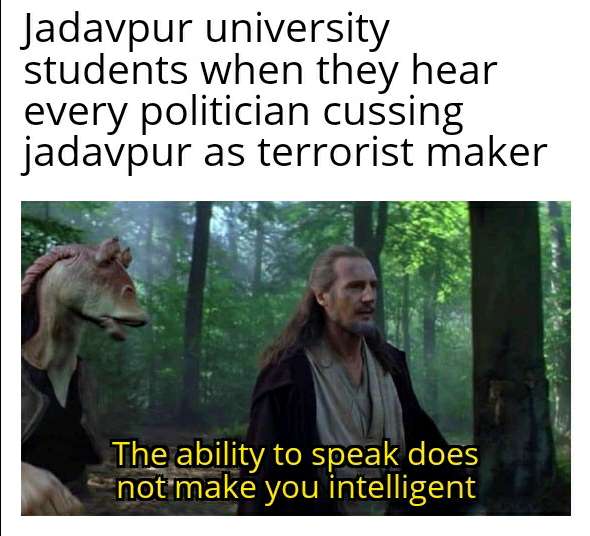 Jadavpur university
students when they hear
every politician cussing
jadavpur as terrorist maker
The ability to speak does
not make you intelligent